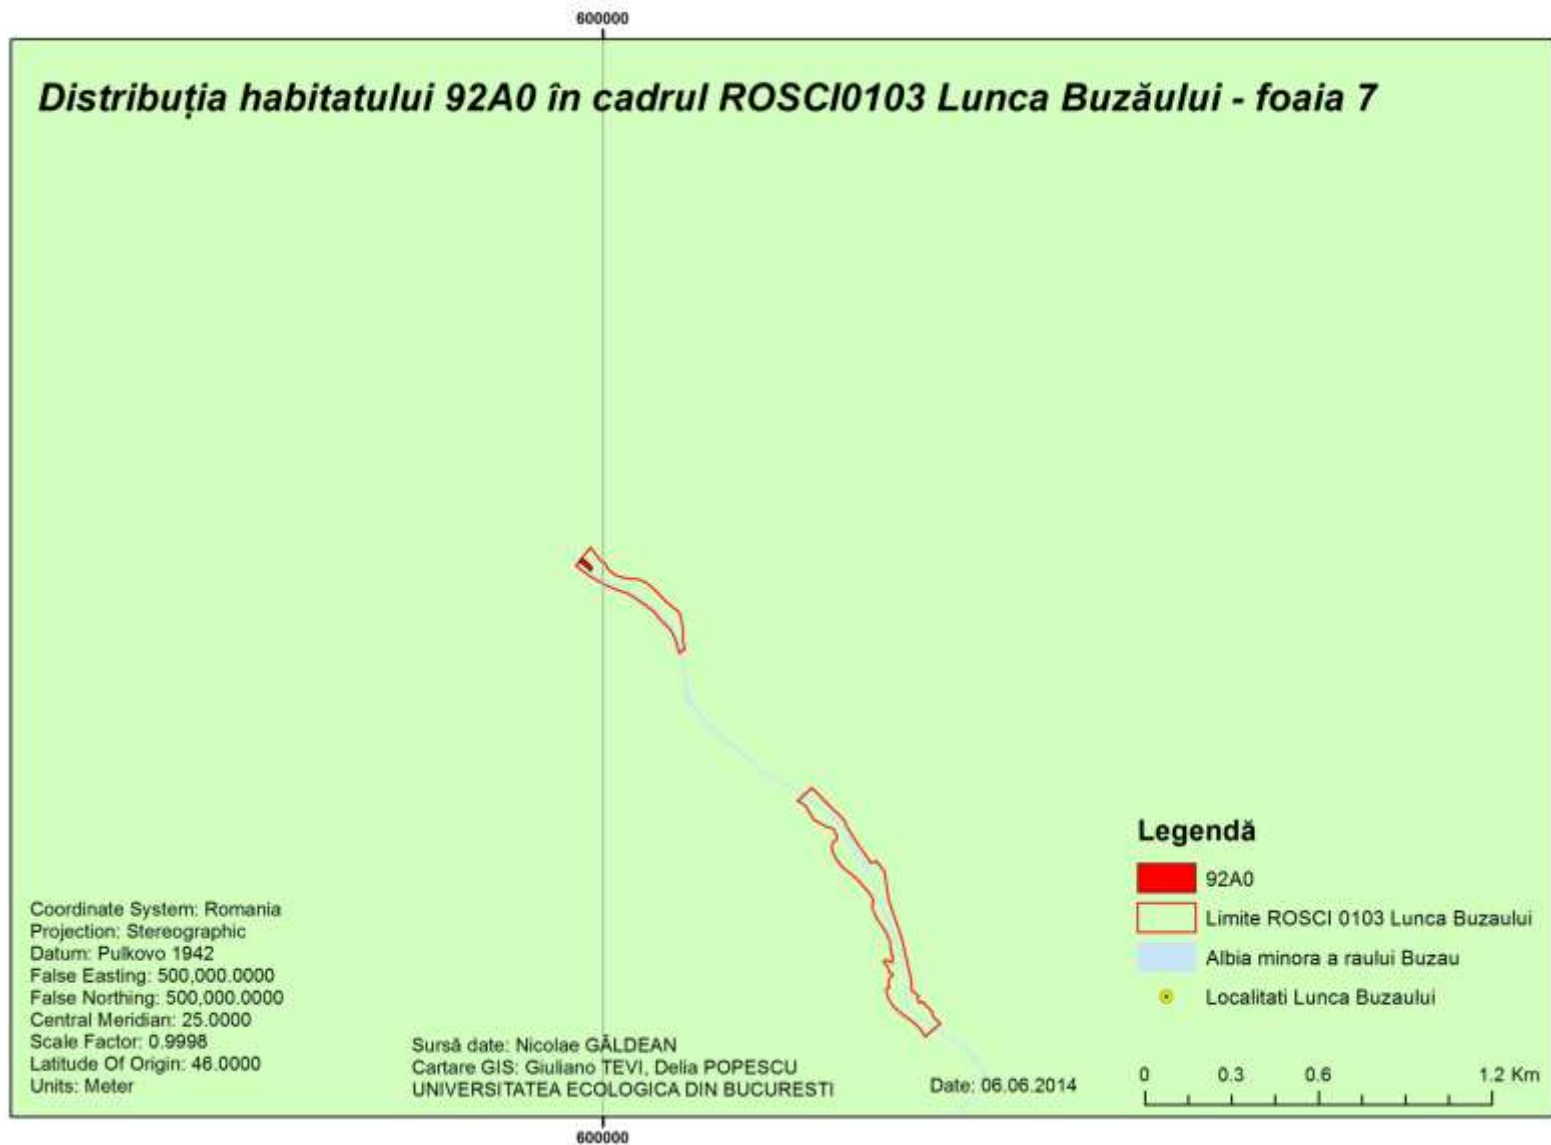 600000
Distribuția habitatului 92A0 în cadrul ROSCI0103 Lunca Buzăului - foaia 7
Legendă
92A0
Limite ROSCI 0103 Lunca Buzaului
Albia minora a raului Buzau
Localitati Lunca Buzaului
Coordinate System: Romania
Projection: Stereographic
Datum: Pulkovo 1942
False Easting: 500,000.0000
False Northing: 500,000.0000
Central Meridian: 25.0000
Scale Factor: 0.9998
Latitude Of Origin: 46.0000
Units: Meter
Sursă date: Nicolae GĂLDEAN
Cartare GIS: Giuliano TEVI, Delia POPESCU
UNIVERSITATEA ECOLOGICA DIN BUCURESTI
Date: 06.06.2014
0 0.3 0.6 1.2 Km
600000